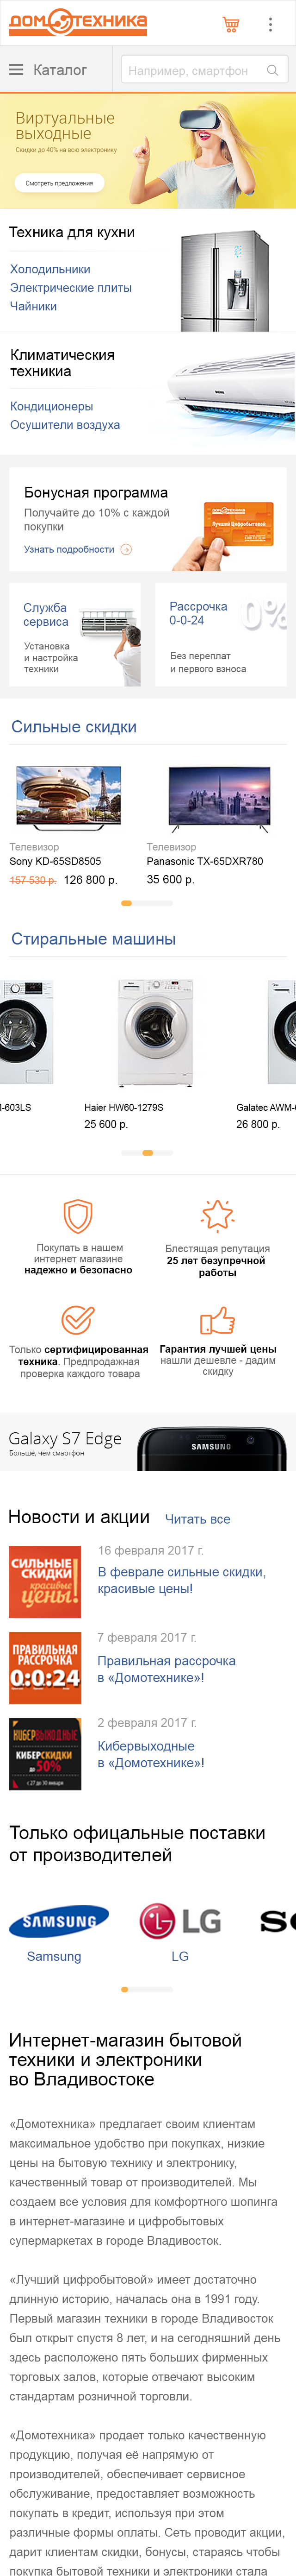 ДОМОТЕХНИКА
Каталог
Например, смартфон
Виртуальные
выходные
Скидки до 40% на всю электронику
Смотреть предложения
Техника для кухни
Холодильники
Электрические плиты
Чайники
Климатическия
техникиа
Кондиционеры
Осушители воздуха
Бонусная программа
Получайте до 10% с каждой
покупки
Узнать подробности
ДОМОТЕХНИКА
Лучший Цифробытовой
Служба
сервиса
Установка
и настройка
техники
Рассрочка
0-0-24
0%
Без переплат
и первого взноса
Сильные скидки
Телевизор
Sony KD-65SD8505
157 530 р. 126 800 р.
Телевизор
Panasonic TX-65DXR780
35 600 р.
Стиральные машины
-603LS
Haier HW60-1279S
25 600 р.
Galatec AWM-
26 800 р.
Покупать в нашем
интернет магазине
надежно и безопасно
Блестящая репутация
25 лет безупречной
работы
Только сертифицированная
техника. Предпродажная
проверка каждого товара
Гарантия лучшей цены
нашли дешевле - дадим
скидку
Galaxy S7 Edge
Больше, чем смартфон
SAMSUNG
Новости и акции Читать все
СИЛЬНЫЕ
СКИДКИ
красивые
цены!
16 февраля 2017 г.
В феврале сильные скидки,
красивые цены!
ПРАВИЛЬНАЯ
РАССРОЧКА
0:0:24
7 февраля 2017 г.
Правильная рассрочка
в «Домотехнике»!
КИБЕРВЫХОДНЫЕ
КИБЕРСКИДКИ
до 50%
с 27 до 30 января
2 февраля 2017 г.
Кибервыходные
в «Домотехнике»!
Только официальные поставки
от производителей
SAMSUNG
LG
SO
Samsung
LG
Интернет-магазин бытовой
техники и электроники
во Владивостоке
«Домотехника» предлагает своим клиентам
максимальное удобство при покупках, низкие
цены на бытовую технику и электронику,
качественный товар от производителей. Мы
создаем все условия для комфортного шопинга
в интернет-магазине и цифробытовых
супермаркетах в городе Владивосток.
«Лучший цифробытовой» имеет достаточно
длинную историю, началась она в 1991 году.
Первый магазин техники в городе Владивосток
был открыт спустя 8 лет, и на сегодняшний день
здесь расположено пять больших фирменных
торговых залов, которые отвечают высоким
стандартам розничной торговли.
«Домотехника» продает только качественную
продукцию, получая её напрямую от
производителей, обеспечивает сервисное
обслуживание, предоставляет возможность
покупать в кредит, используя при этом
различные формы оплаты. Сеть проводит акции,
дарит клиентам скидки, бонусы, стараясь чтобы
покупка бытовой техники и электроники стала